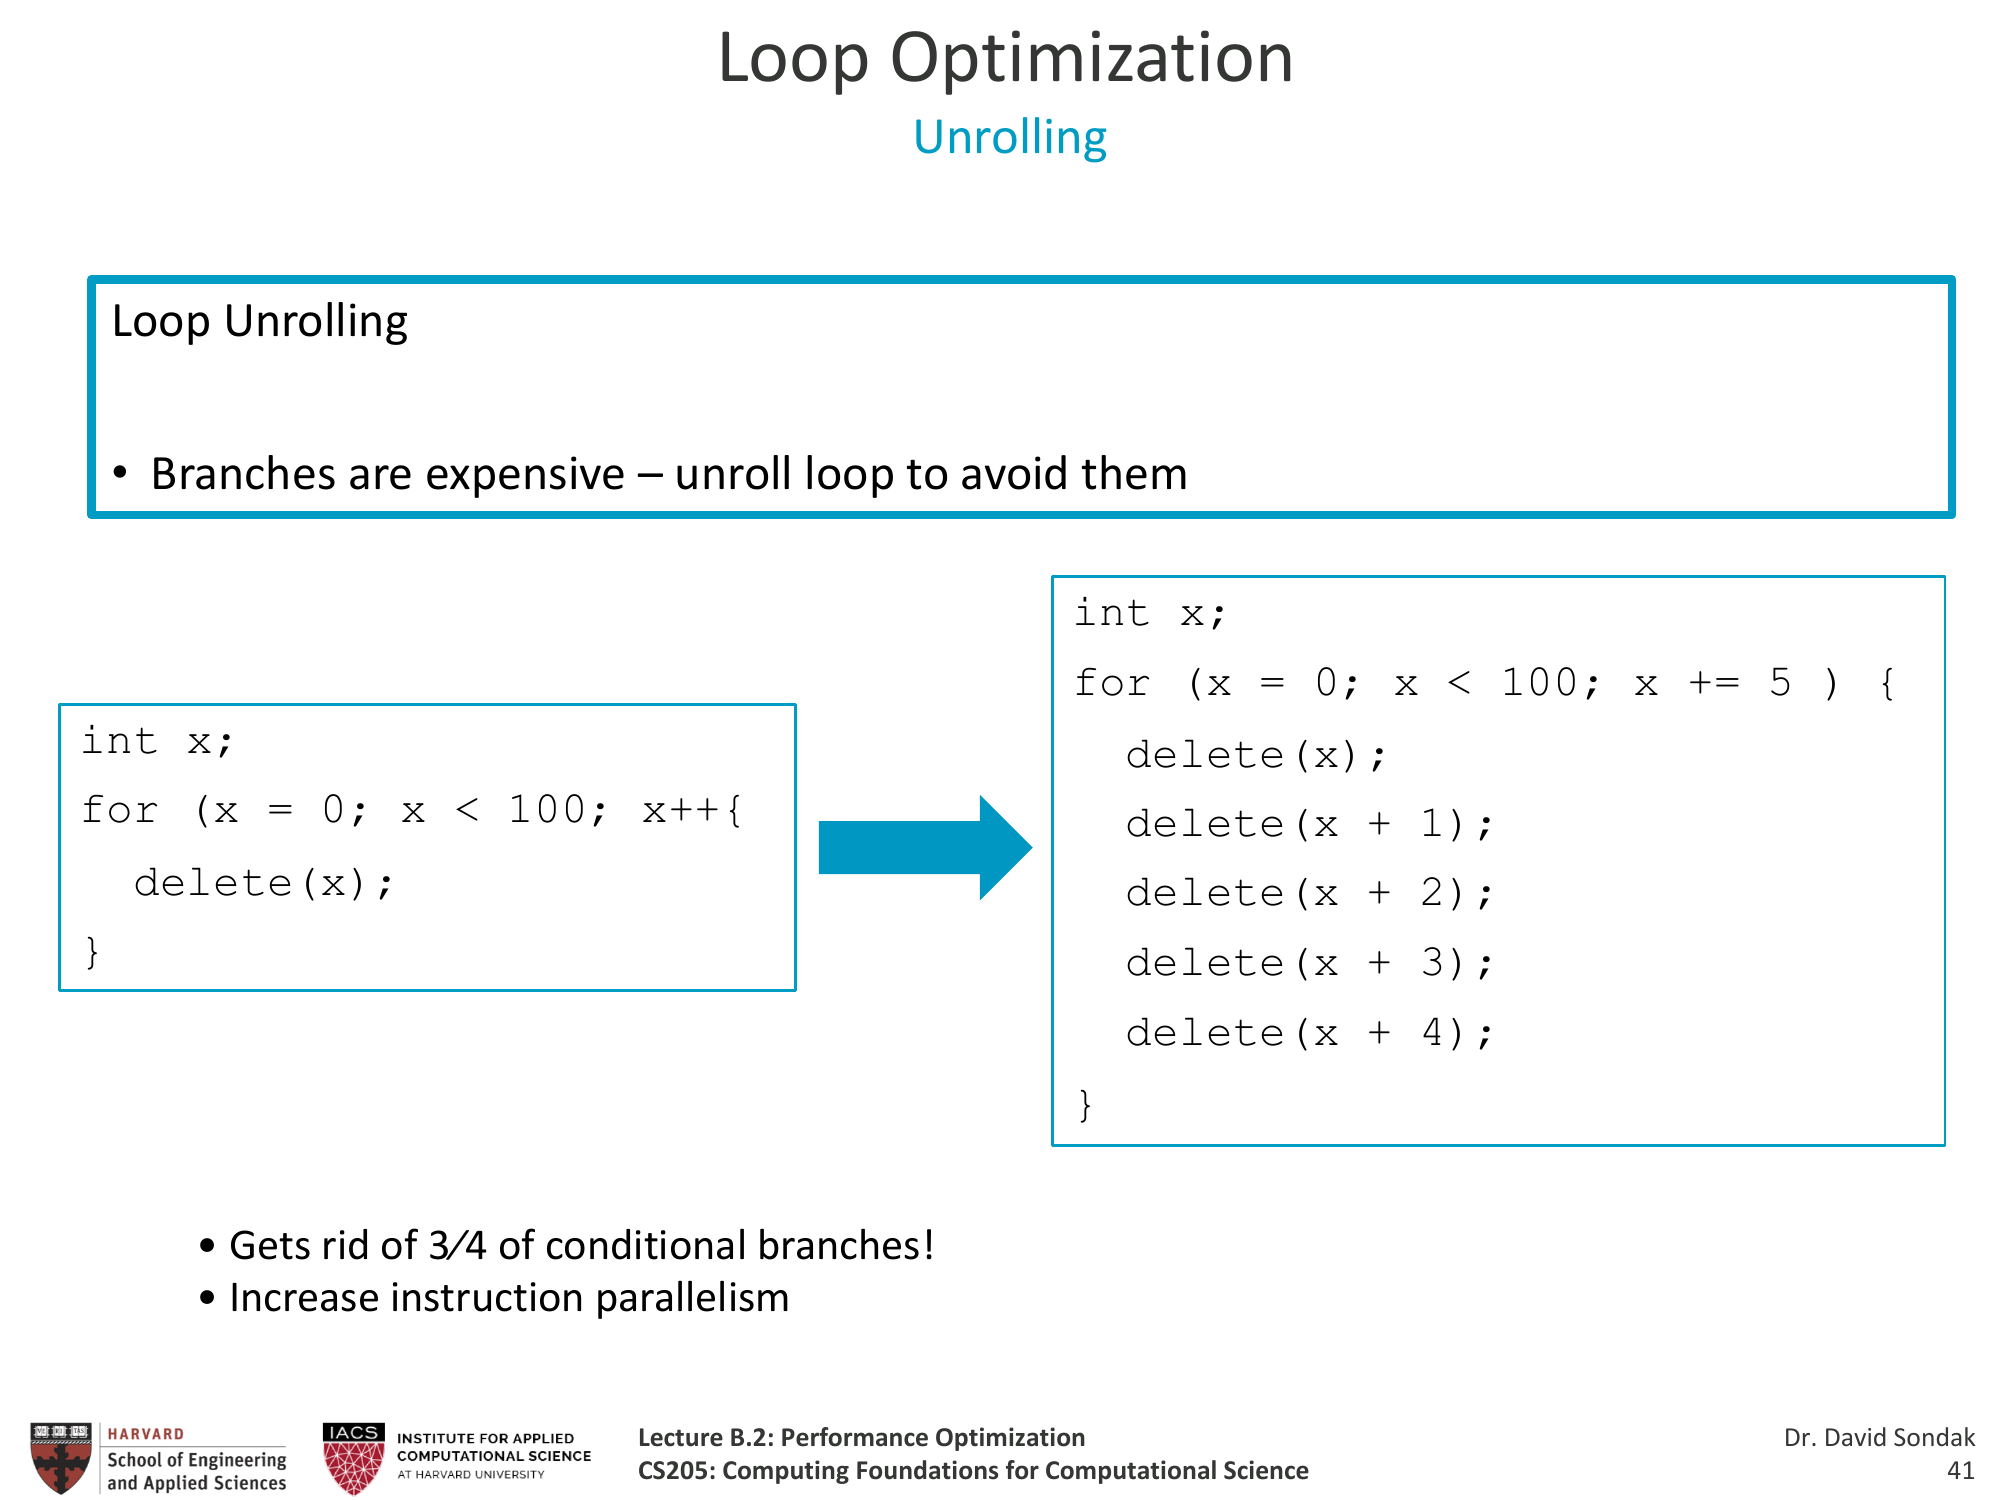 Loop Optimization
Unrolling
Loop Unrolling
• Branches are expensive – unroll loop to avoid them
int x;
for (x = 0; x < 100; x++{
  delete(x);
}
int x;
for (x = 0; x < 100; x += 5 ) {
  delete(x);
  delete(x + 1);
  delete(x + 2);
  delete(x + 3);
  delete(x + 4);
}
• Gets rid of 3⁄4 of conditional branches!
• Increase instruction parallelism
HARVARD
School of Engineering
and Applied Sciences
IACS
INSTITUTE FOR APPLIED
COMPUTATIONAL SCIENCE
AT HARVARD UNIVERSITY
Lecture B.2: Performance Optimization
CS205: Computing Foundations for Computational Science
Dr. David Sondak
41